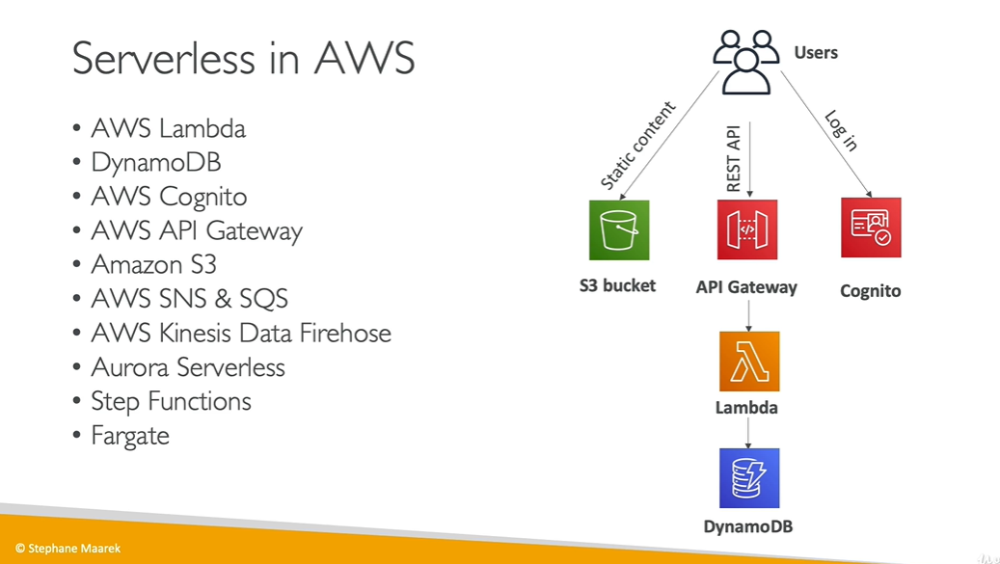 Serverless in AWS
• AWS Lambda
• DynamoDB
• AWS Cognito
• AWS API Gateway
• Amazon S3
• AWS SNS & SQS
• AWS Kinesis Data Firehose
• Aurora Serverless
• Step Functions
• Fargate
Users
Static content
REST API
Log in
S3 bucket
API Gateway
Cognito
Lambda
DynamoDB
© Stephane Maarek